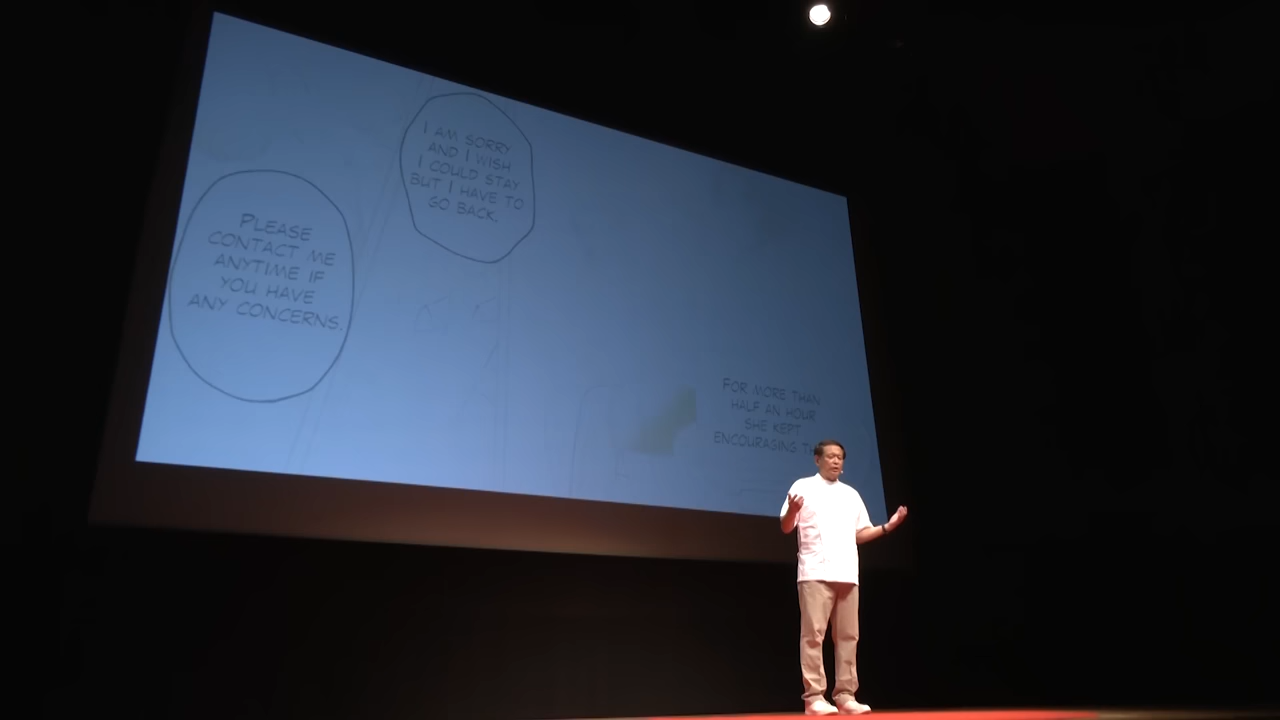 I AM SORRY
AND I WISH
I COULD STAY
BUT I HAVE TO
GO BACK.
PLEASE
CONTACT ME
ANYTIME IF
YOU HAVE
ANY CONCERNS.
FOR MORE THAN
HALF AN HOUR
SHE KEPT
ENCOURAGING